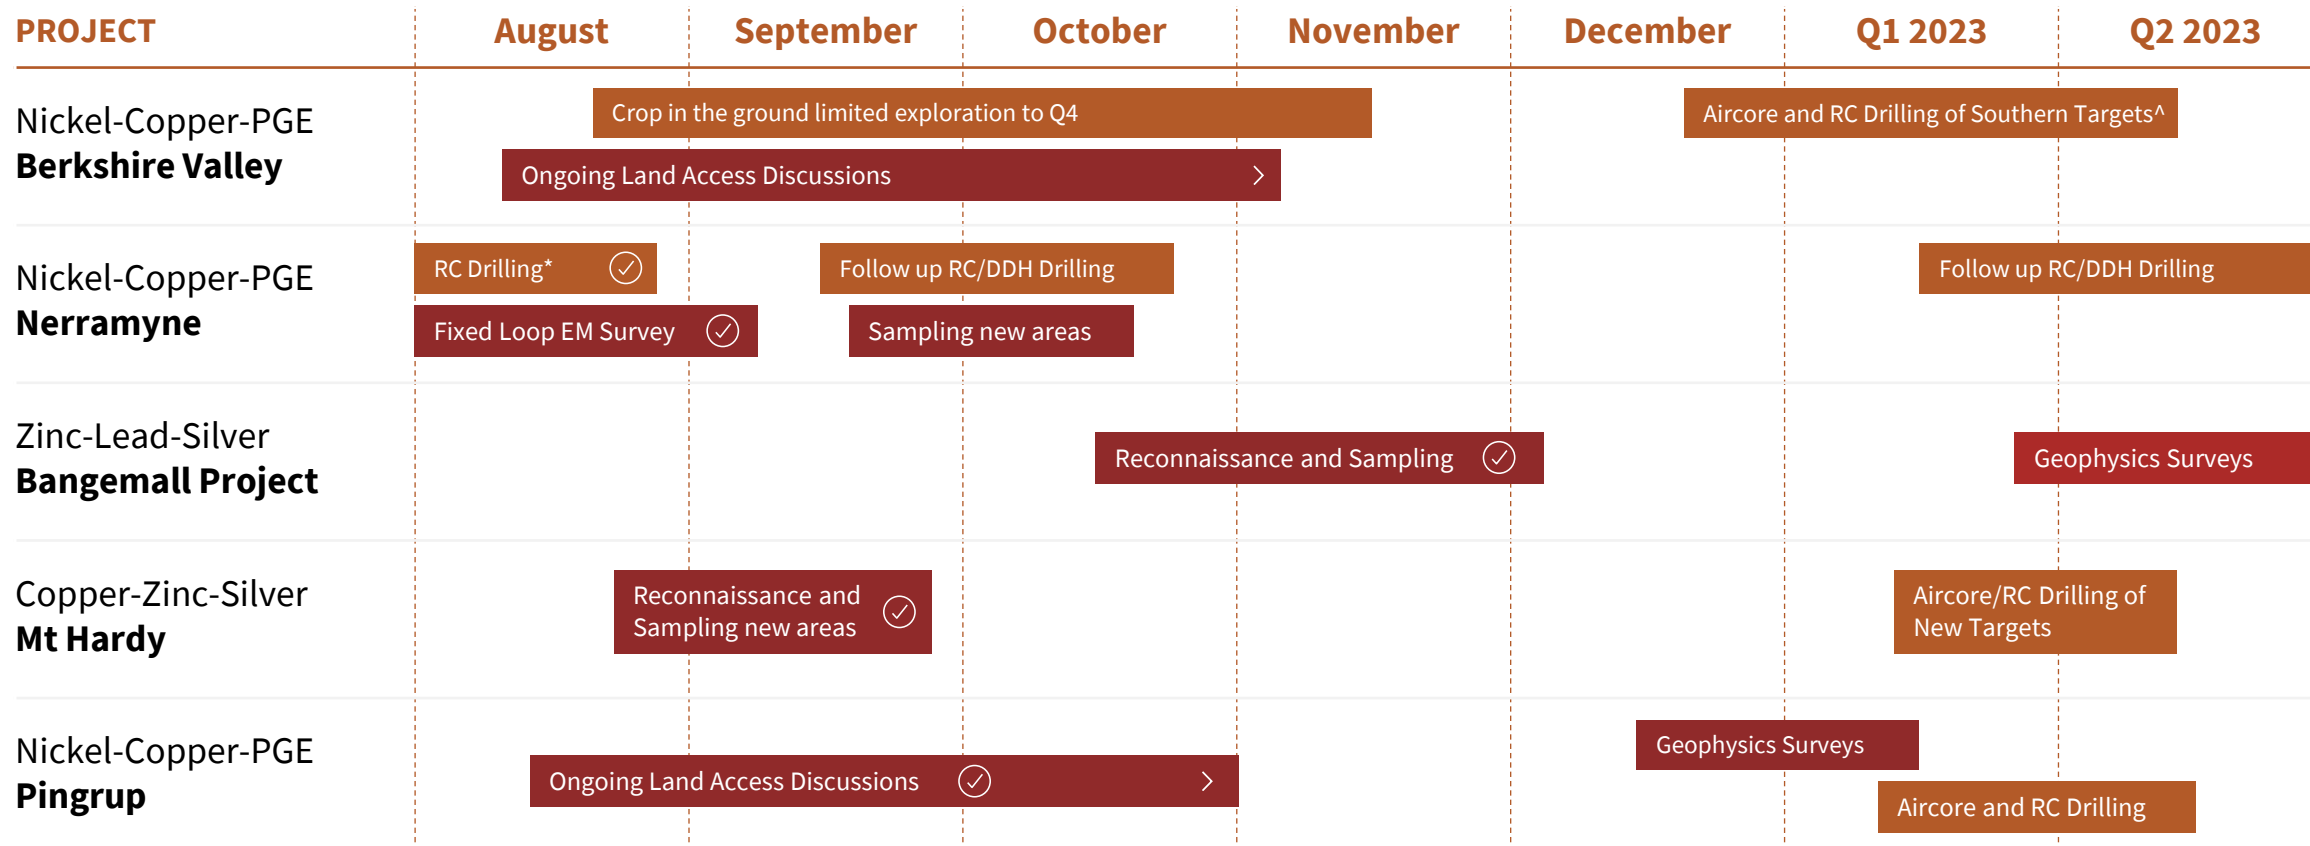 PROJECT August September October November December Q1 2023 Q2 2023
Nickel-Copper-PGE
Berkshire Valley
Crop in the ground limited exploration to Q4
Aircore and RC Drilling of Southern Targets^
Ongoing Land Access Discussions
Nickel-Copper-PGE
Nerramyne
RC Drilling*
Follow up RC/DDH Drilling
Follow up RC/DDH Drilling
Fixed Loop EM Survey
Sampling new areas
Zinc-Lead-Silver
Bangemall Project
Reconnaissance and Sampling
Geophysics Surveys
Copper-Zinc-Silver
Mt Hardy
Reconnaissance and
Sampling new areas
Aircore/RC Drilling of
New Targets
Nickel-Copper-PGE
Pingrup
Ongoing Land Access Discussions
Geophysics Surveys
Aircore and RC Drilling